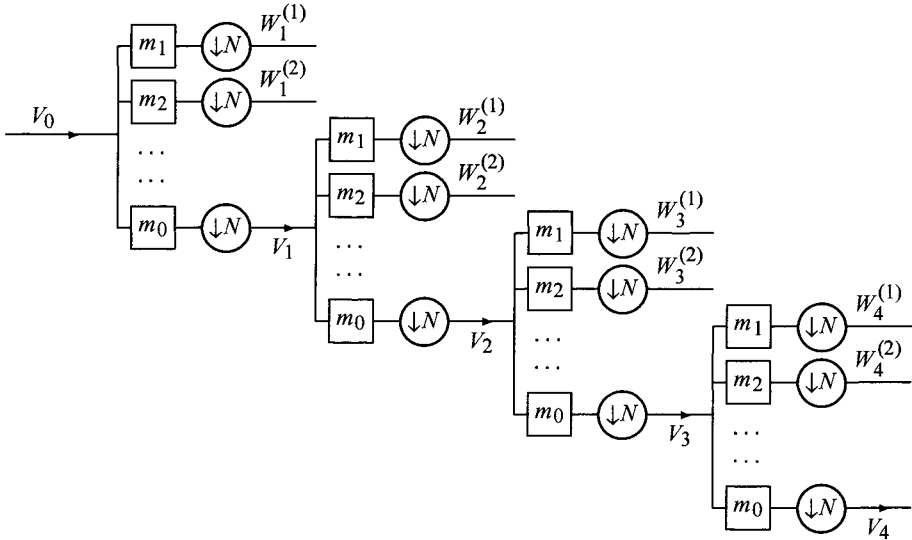 m₁ ↓N W₁⁽¹⁾
m₂ ↓N W₁⁽²⁾
V₀
m₁ ↓N W₂⁽¹⁾
...
...
m₂ ↓N W₂⁽²⁾
m₀ ↓N
V₁
m₁ ↓N W₃⁽¹⁾
...
...
m₂ ↓N W₃⁽²⁾
m₀ ↓N
V₂
m₁ ↓N W₄⁽¹⁾
...
...
m₂ ↓N W₄⁽²⁾
m₀ ↓N
V₃
...
...
m₀ ↓N
V₄